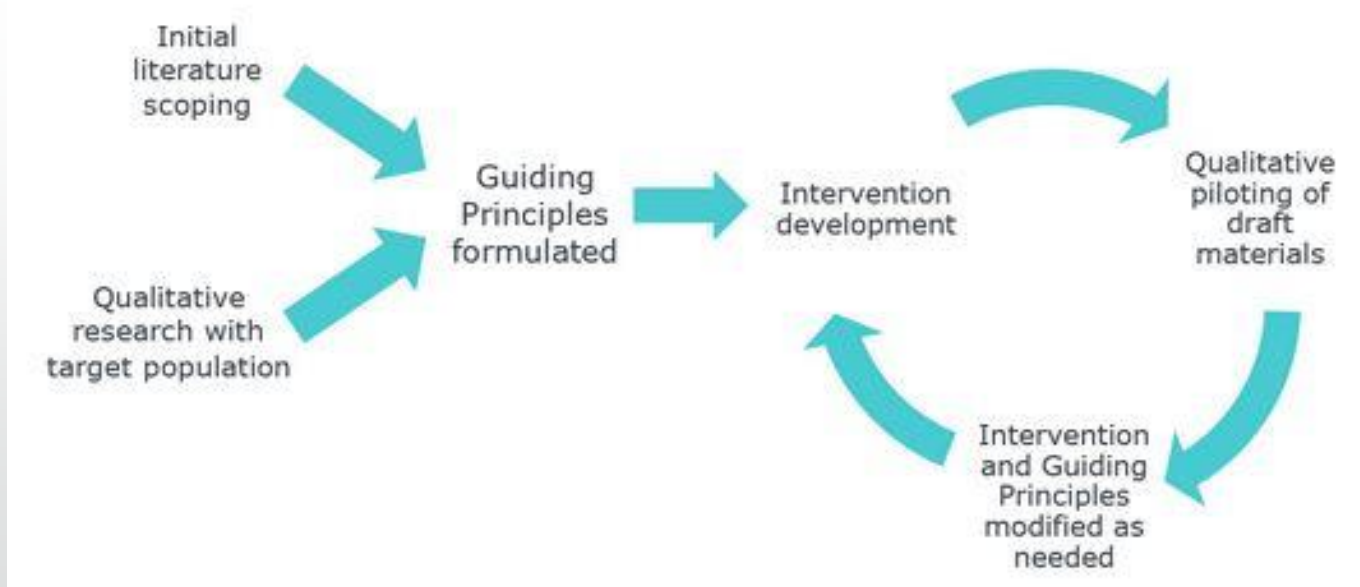 Initial
literature
scoping
Qualitative
research with
target population
Guiding
Principles
formulated
Intervention
development
Qualitative
piloting of
draft
materials
Intervention
and Guiding
Principles
modified as
needed